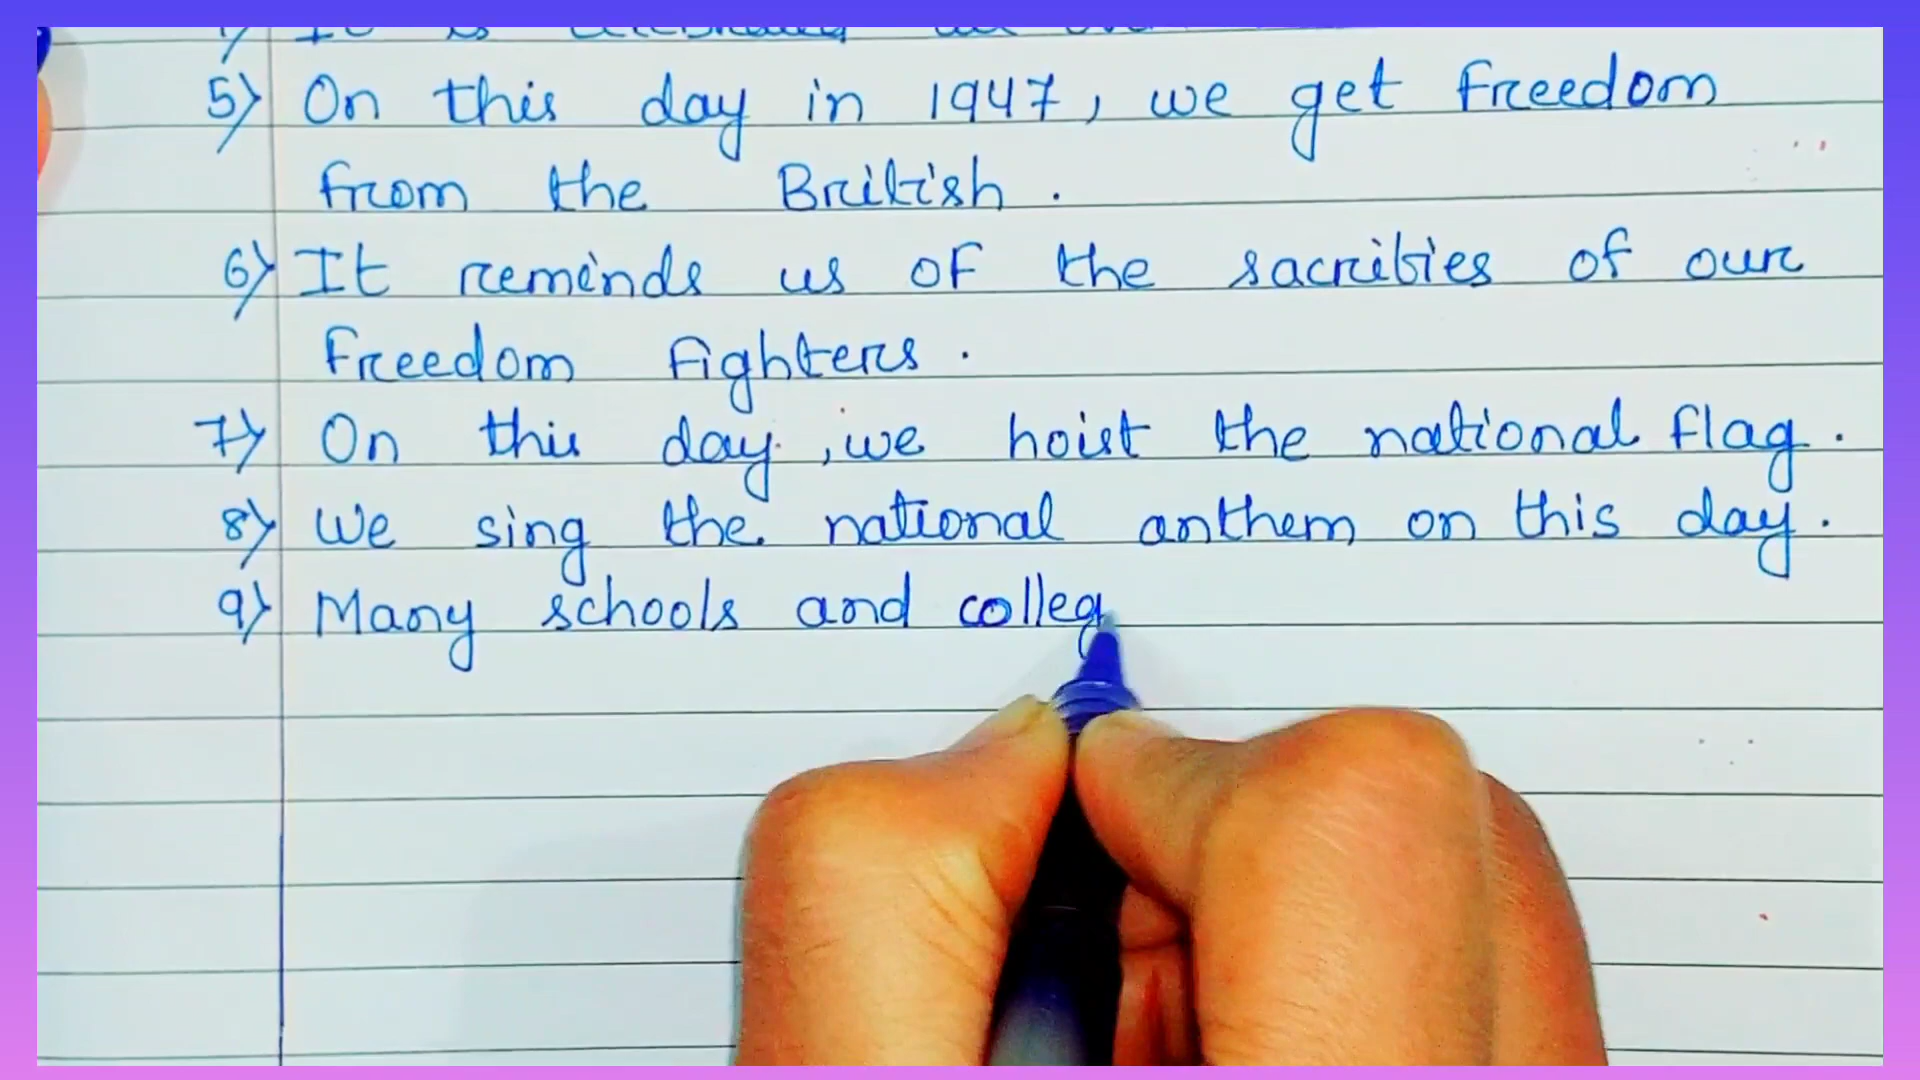 5) On this day in 1947, we get freedom
from the British.
6) It reminds us of the sacrifies of our
freedom fighters.
7) On this day, we hoist the national flag.
8) We sing the national anthem on this day.
9) Many schools and colleg